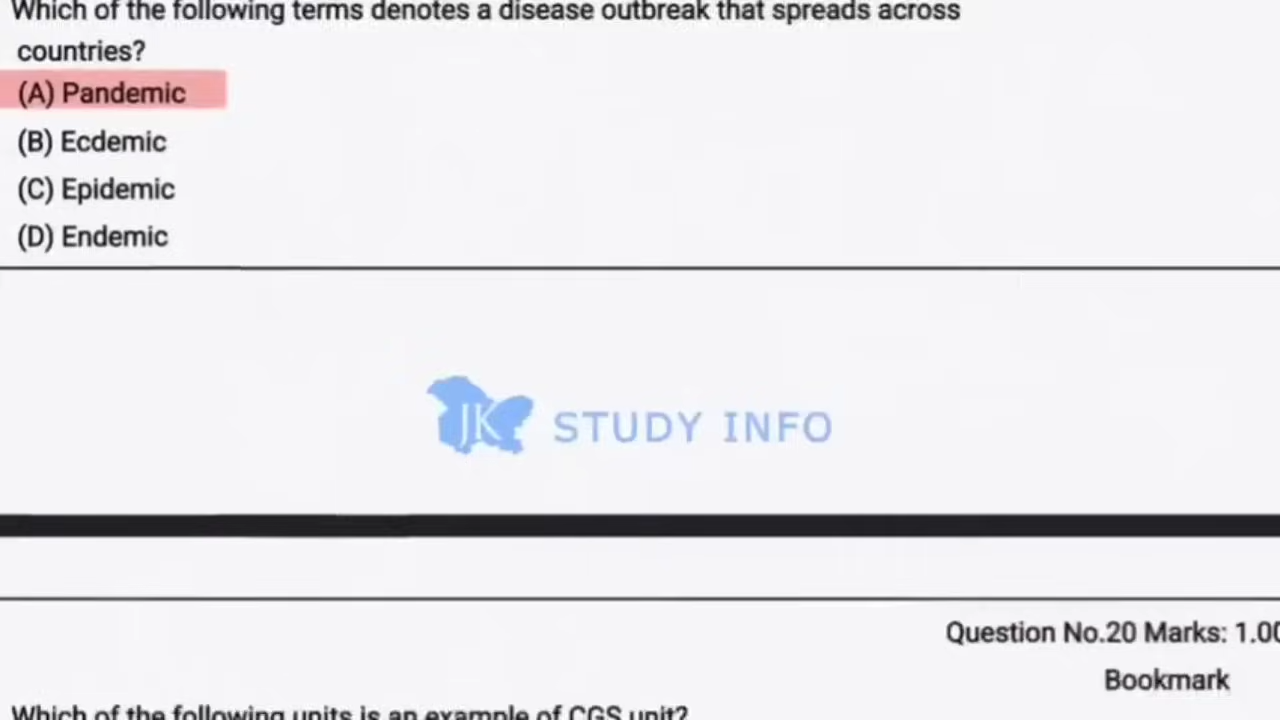 Which of the following terms denotes a disease outbreak that spreads across
countries?
(A) Pandemic
(B) Ecdemic
(C) Epidemic
(D) Endemic
JK STUDY INFO
Question No.20 Marks: 1.00
Bookmark
Which of the following units is an example of CGS unit?